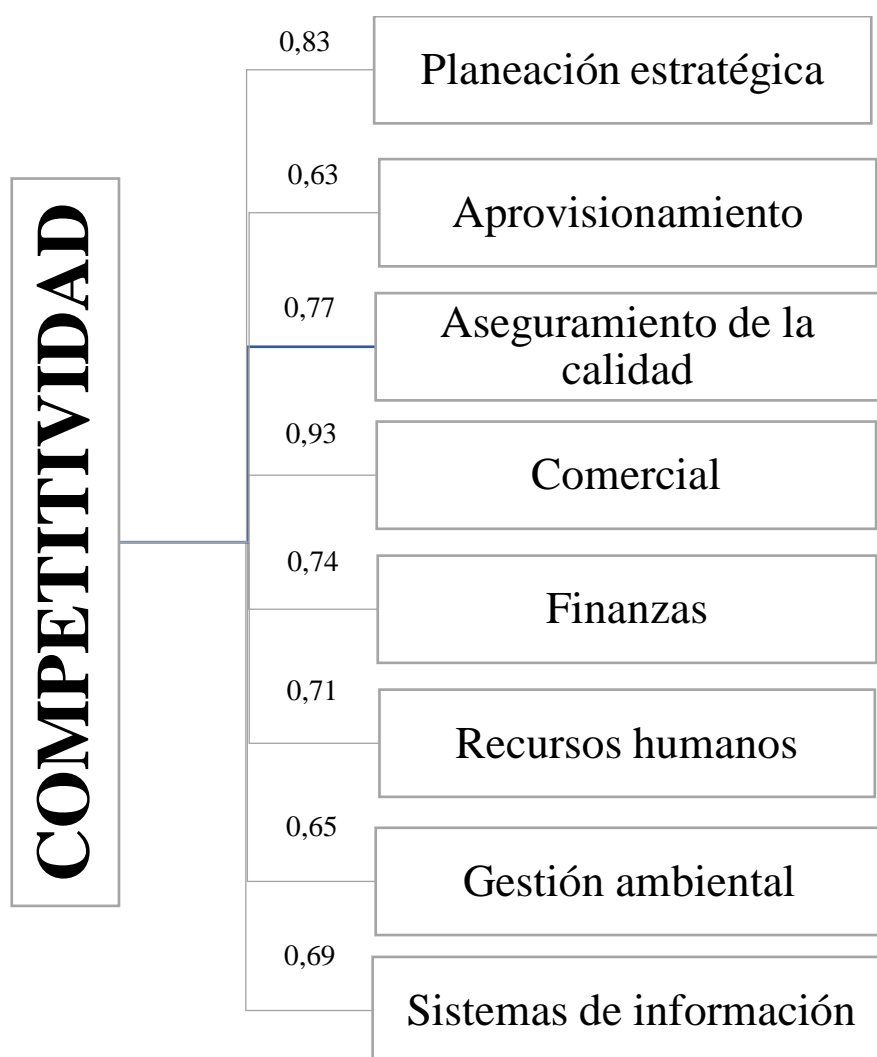 COMPETITIVIDAD
0,83
Planeación estratégica
0,63
Aprovisionamiento
0,77
Aseguramiento de la
calidad
0,93
Comercial
0,74
Finanzas
0,71
Recursos humanos
0,65
Gestión ambiental
0,69
Sistemas de información